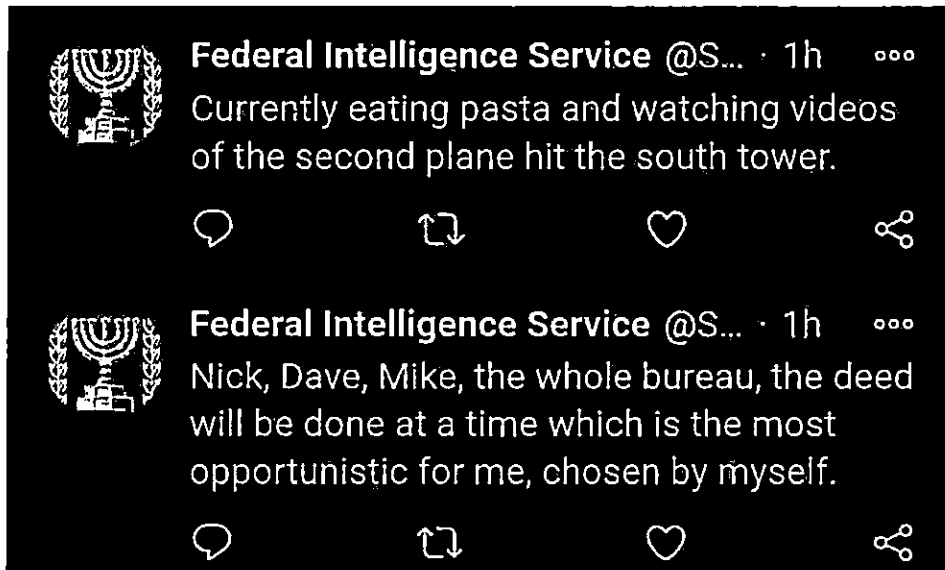 Federal Intelligence Service @S... · 1h
Currently eating pasta and watching videos
of the second plane hit the south tower.
Federal Intelligence Service @S... · 1h
Nick, Dave, Mike, the whole bureau, the deed
will be done at a time which is the most
opportunistic for me, chosen by myself.